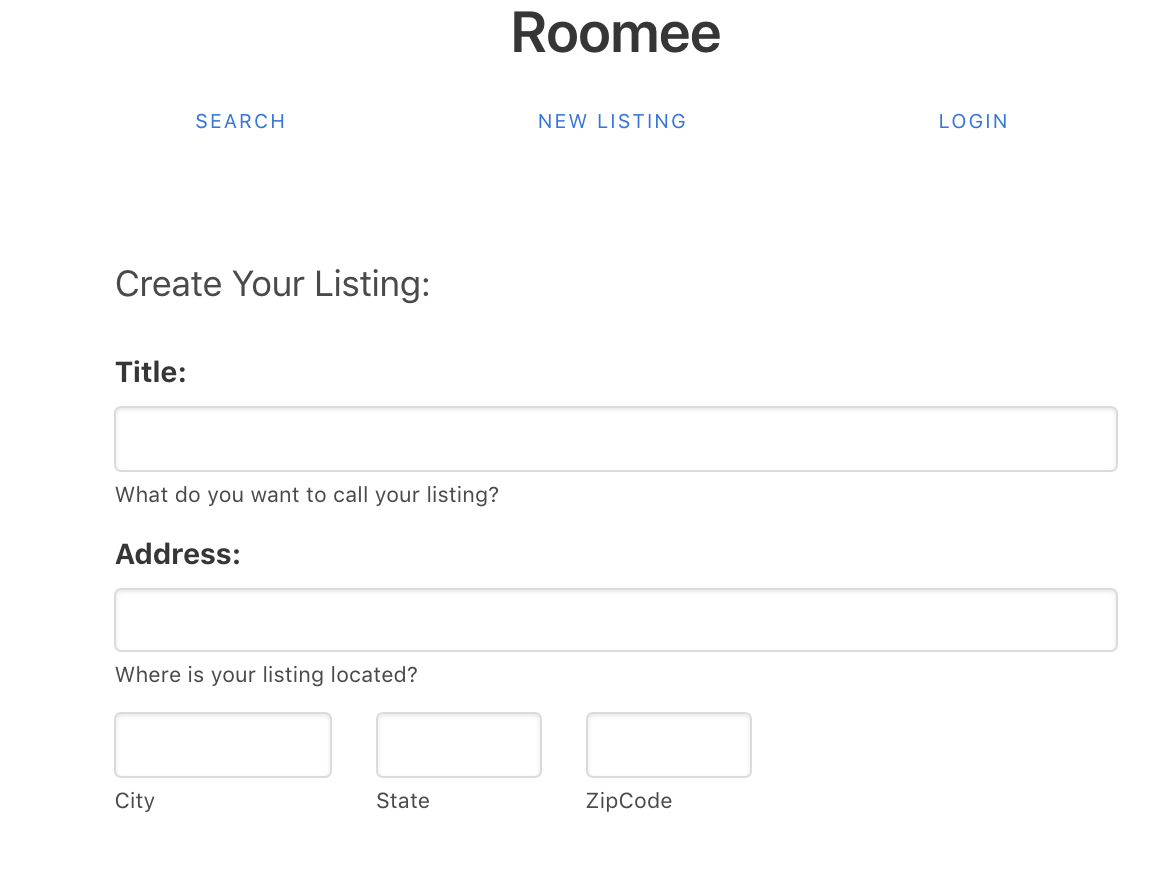 Roomee
SEARCH NEW LISTING LOGIN
Create Your Listing:
Title:
What do you want to call your listing?
Address:
Where is your listing located?
City State ZipCode